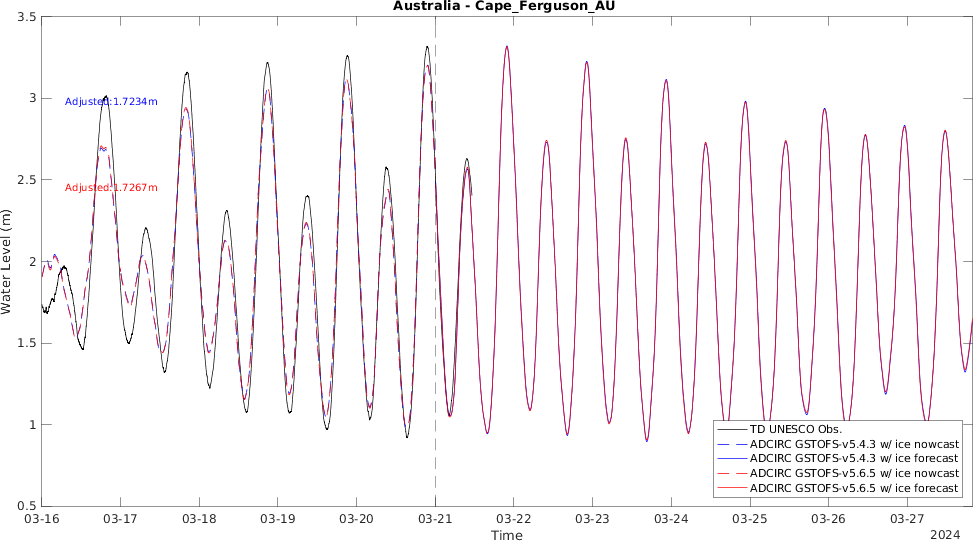 Australia - Cape_Ferguson_AU
3.5
3
2.5
2
1.5
1
0.5
Water Level (m)
Adjusted:1.7234m
Adjusted:1.7267m
TD UNESCO Obs.
ADCIRC GSTOFS-v5.4.3 w/ ice nowcast
ADCIRC GSTOFS-v5.4.3 w/ ice forecast
ADCIRC GSTOFS-v5.6.5 w/ ice nowcast
ADCIRC GSTOFS-v5.6.5 w/ ice forecast
03-16 03-17 03-18 03-19 03-20 03-21 03-22 03-23 03-24 03-25 03-26 03-27
Time
2024